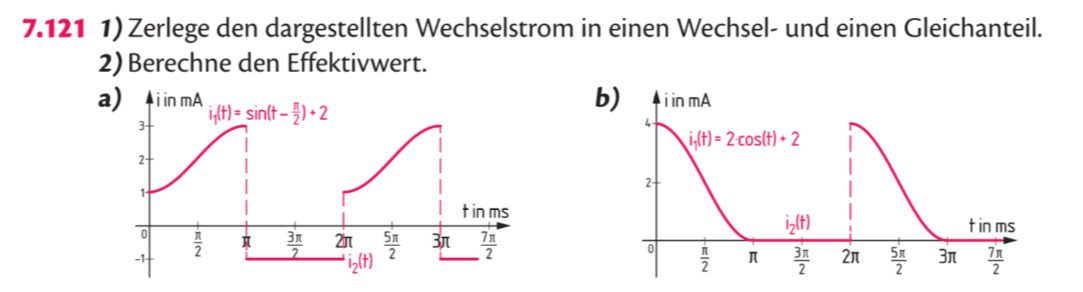 7.121 1) Zerlege den dargestellten Wechselstrom in einen Wechsel- und einen Gleichanteil.
2) Berechne den Effektivwert.
a)
i in mA
i₁(t) = sin(t − π/2) + 2
3
2
1
0
-1
π/2
π
3π/2
2π
5π/2
3π
7π/2
t in ms
i₂(t)
b)
i in mA
i₁(t) = 2·cos(t) + 2
4
2
0
i₂(t)
t in ms
π/2
π
3π/2
2π
5π/2
3π
7π/2